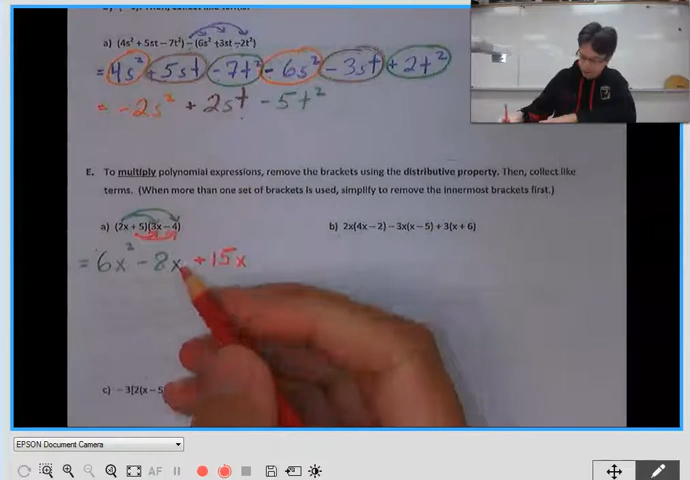 a) (4s² + 5st – 7t²) – (6s² + 3st – 2t²)
= 4s² + 5st - 7t² - 6s² - 3st + 2t²
= -2s² + 2st - 5t²
E. To multiply polynomial expressions, remove the brackets using the distributive property. Then, collect like
terms. (When more than one set of brackets is used, simplify to remove the innermost brackets first.)
a) (2x + 5)(3x – 4)
b) 2x(4x – 2) – 3x(x – 5) + 3(x + 6)
= 6x² - 8x + 15x
c) – 3[2(x – 5
EPSON Document Camera
AF